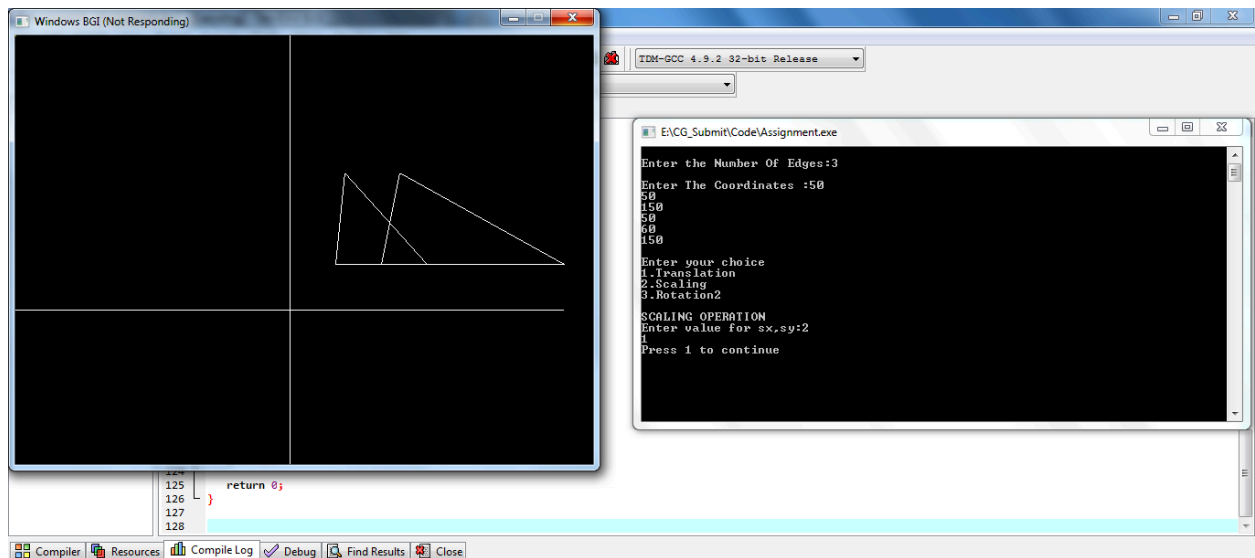 Windows BGI (Not Responding)
TDM-GCC 4.9.2 32-bit Release
E:\CG_Submit\Code\Assignment.exe
Enter the Number Of Edges:3
Enter The Coordinates :50
50
150
50
60
150
Enter your choice
1.Translation
2.Scaling
3.Rotation2
SCALING OPERATION
Enter value for sx,sy:2
1
Press 1 to continue
124
125 return 0;
126 }
127
128
Compiler Resources Compile Log Debug Find Results Close